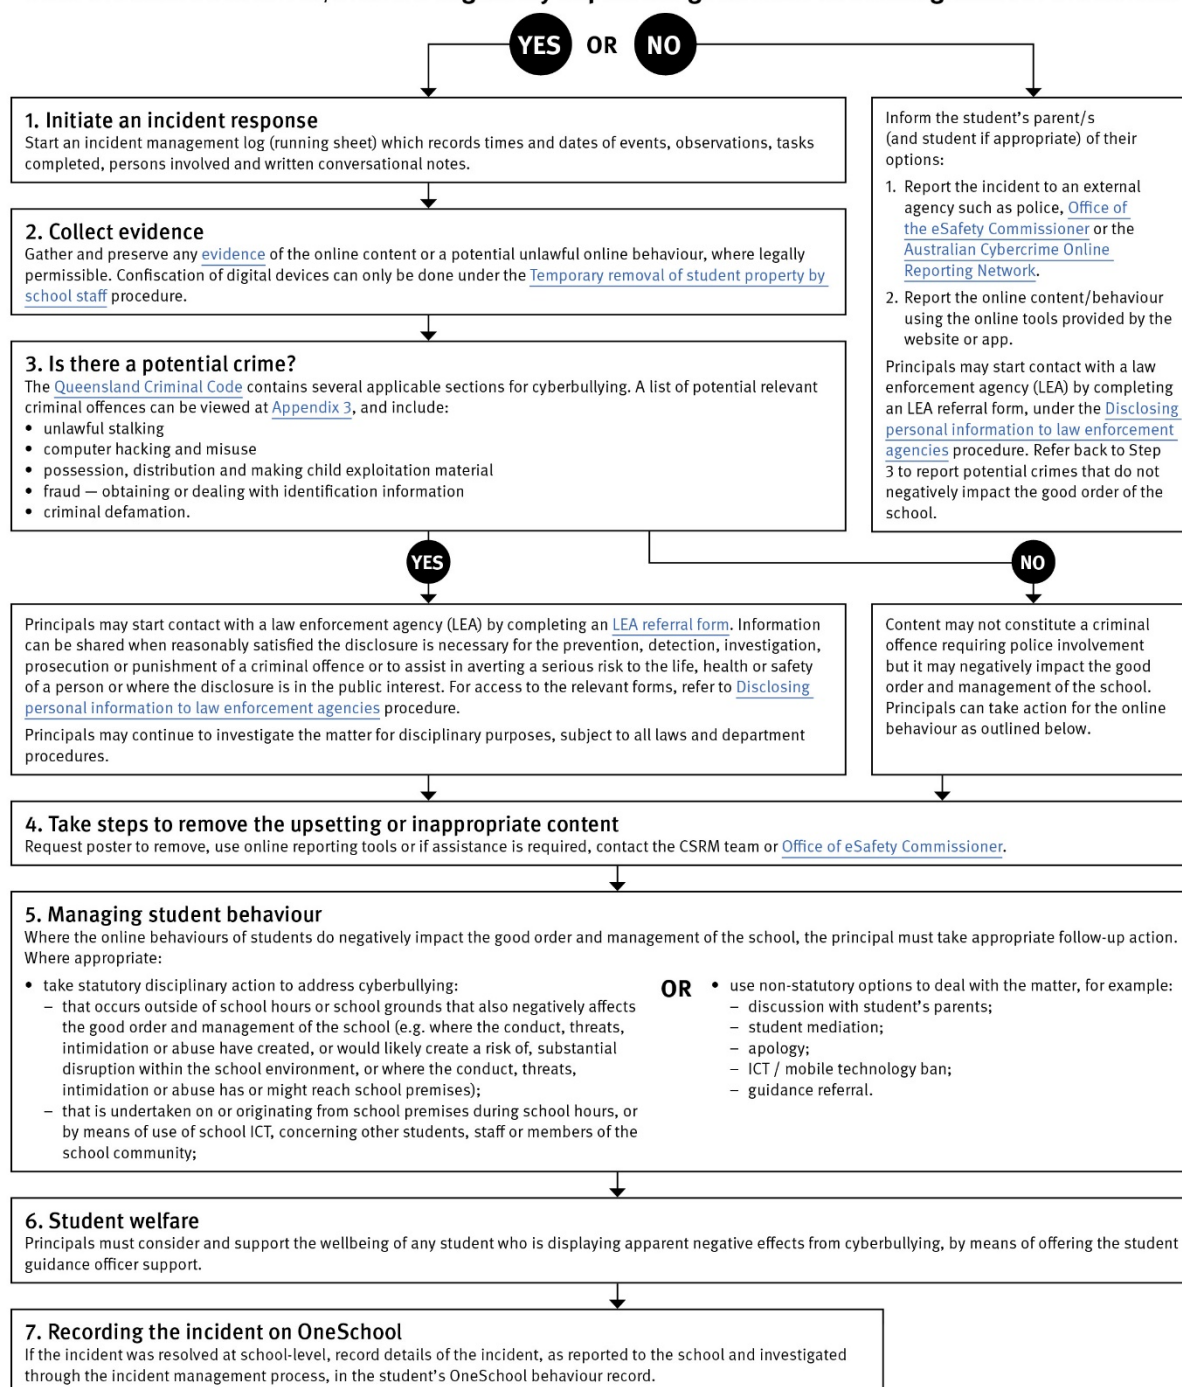 YES OR NO
1. Initiate an incident response
Start an incident management log (running sheet) which records times and dates of events, observations, tasks
completed, persons involved and written conversational notes.
2. Collect evidence
Gather and preserve any evidence of the online content or a potential unlawful online behaviour, where legally
permissible. Confiscation of digital devices can only be done under the Temporary removal of student property by
school staff procedure.
3. Is there a potential crime?
The Queensland Criminal Code contains several applicable sections for cyberbullying. A list of potential relevant
criminal offences can be viewed at Appendix 3, and include:
• unlawful stalking
• computer hacking and misuse
• possession, distribution and making child exploitation material
• fraud — obtaining or dealing with identification information
• criminal defamation.
Inform the student's parent/s
(and student if appropriate) of their
options:
1. Report the incident to an external
agency such as police, Office of
the eSafety Commissioner or the
Australian Cybercrime Online
Reporting Network.
2. Report the online content/behaviour
using the online tools provided by the
website or app.
Principals may start contact with a law
enforcement agency (LEA) by completing
an LEA referral form, under the Disclosing
personal information to law enforcement
agencies procedure. Refer back to Step
3 to report potential crimes that do not
negatively impact the good order of the
school.
YES
NO
Principals may start contact with a law enforcement agency (LEA) by completing an LEA referral form. Information
can be shared when reasonably satisfied the disclosure is necessary for the prevention, detection, investigation,
prosecution or punishment of a criminal offence or to assist in averting a serious risk to the life, health or safety
of a person or where the disclosure is in the public interest. For access to the relevant forms, refer to Disclosing
personal information to law enforcement agencies procedure.
Principals may continue to investigate the matter for disciplinary purposes, subject to all laws and department
procedures.
Content may not constitute a criminal
offence requiring police involvement
but it may negatively impact the good
order and management of the school.
Principals can take action for the online
behaviour as outlined below.
4. Take steps to remove the upsetting or inappropriate content
Request poster to remove, use online reporting tools or if assistance is required, contact the CSRM team or Office of eSafety Commissioner.
5. Managing student behaviour
Where the online behaviours of students do negatively impact the good order and management of the school, the principal must take appropriate follow-up action.
Where appropriate:
• take statutory disciplinary action to address cyberbullying:
– that occurs outside of school hours or school grounds that also negatively affects
the good order and management of the school (e.g. where the conduct, threats,
intimidation or abuse have created, or would likely create a risk of, substantial
disruption within the school environment, or where the conduct, threats,
intimidation or abuse has or might reach school premises);
– that is undertaken on or originating from school premises during school hours, or
by means of use of school ICT, concerning other students, staff or members of the
school community;
OR
• use non-statutory options to deal with the matter, for example:
– discussion with student's parents;
– student mediation;
– apology;
– ICT / mobile technology ban;
– guidance referral.
6. Student welfare
Principals must consider and support the wellbeing of any student who is displaying apparent negative effects from cyberbullying, by means of offering the student
guidance officer support.
7. Recording the incident on OneSchool
If the incident was resolved at school-level, record details of the incident, as reported to the school and investigated
through the incident management process, in the student's OneSchool behaviour record.